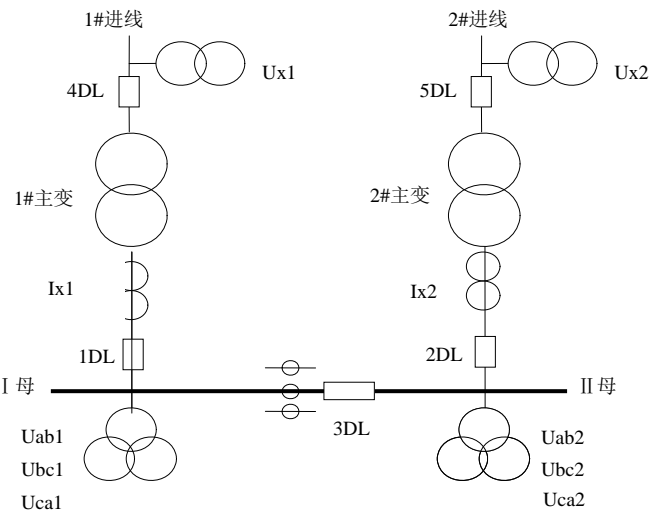 1#进线
2#进线
Ux1
Ux2
4DL
5DL
1#主变
2#主变
Ix1
Ix2
1DL
2DL
Ⅰ母
Ⅱ母
3DL
Uab1
Uab2
Ubc1
Ubc2
Uca1
Uca2